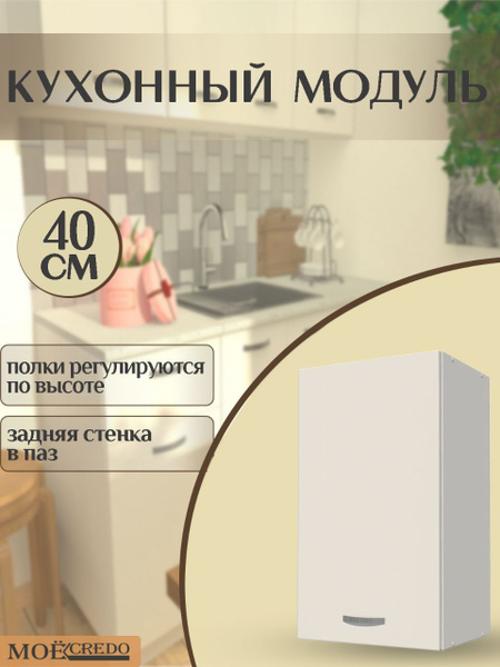 КУХОННЫЙ МОДУЛЬ
40
СМ
полки регулируются
по высоте
задняя стенка
в паз
МОЁ CREDO